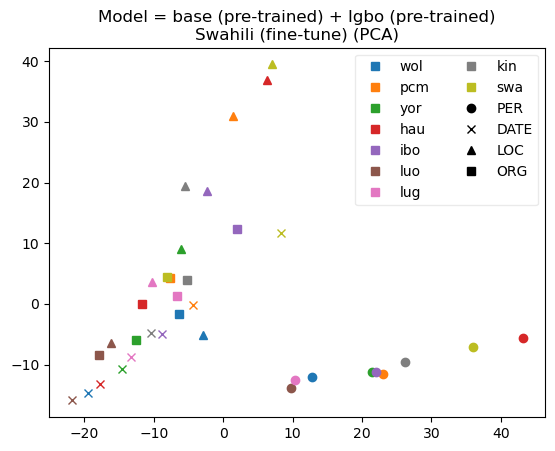 Model = base (pre-trained) + Igbo (pre-trained)
Swahili (fine-tune) (PCA)
40
30
20
10
0
−10
−20
−10
0
10
20
30
40
wol
pcm
yor
hau
ibo
luo
lug
kin
swa
PER
DATE
LOC
ORG